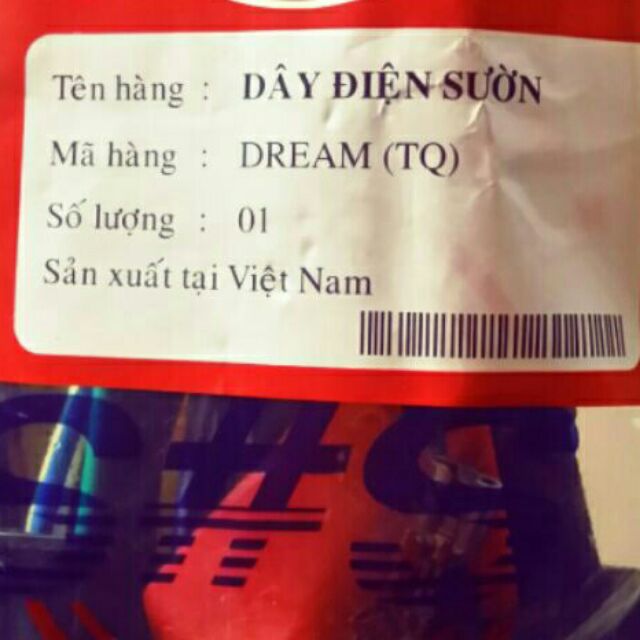 Tên hàng : DÂY ĐIỆN SƯỜN
Mã hàng : DREAM (TQ)
Số lượng : 01
Sản xuất tại Việt Nam